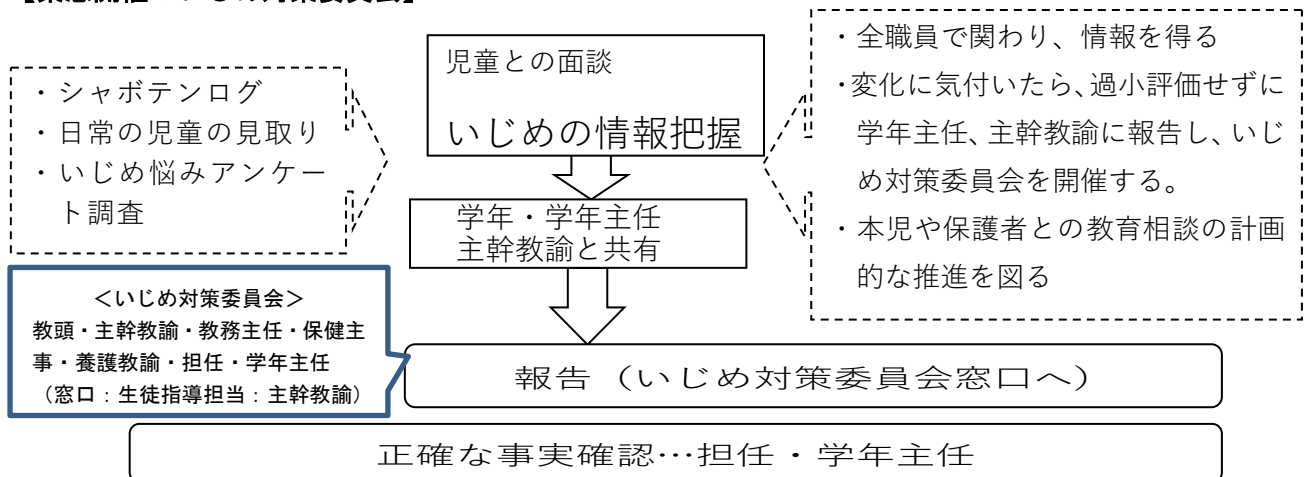 児童との面談
いじめの情報把握
・シャボテンログ
・日常の児童の見取り
・いじめ悩みアンケー
ト調査
・全職員で関わり、情報を得る
・変化に気付いたら、過小評価せずに
学年主任、主幹教諭に報告し、いじ
め対策委員会を開催する。
・本児や保護者との教育相談の計画
的な推進を図る
学年・学年主任
主幹教諭と共有
＜いじめ対策委員会＞
教頭・主幹教諭・教務主任・保健主
事・養護教諭・担任・学年主任
（窓口：生徒指導担当：主幹教諭）
報告（いじめ対策委員会窓口へ）
正確な事実確認…担任・学年主任